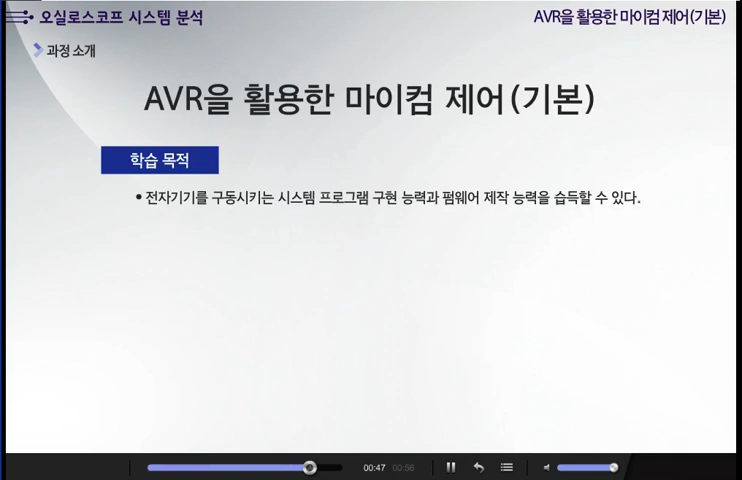 오실로스코프 시스템 분석
AVR을 활용한 마이컴 제어(기본)
과정 소개
AVR을 활용한 마이컴 제어(기본)
학습 목적
• 전자기기를 구동시키는 시스템 프로그램 구현 능력과 펌웨어 제작 능력을 습득할 수 있다.
00:47 00:56